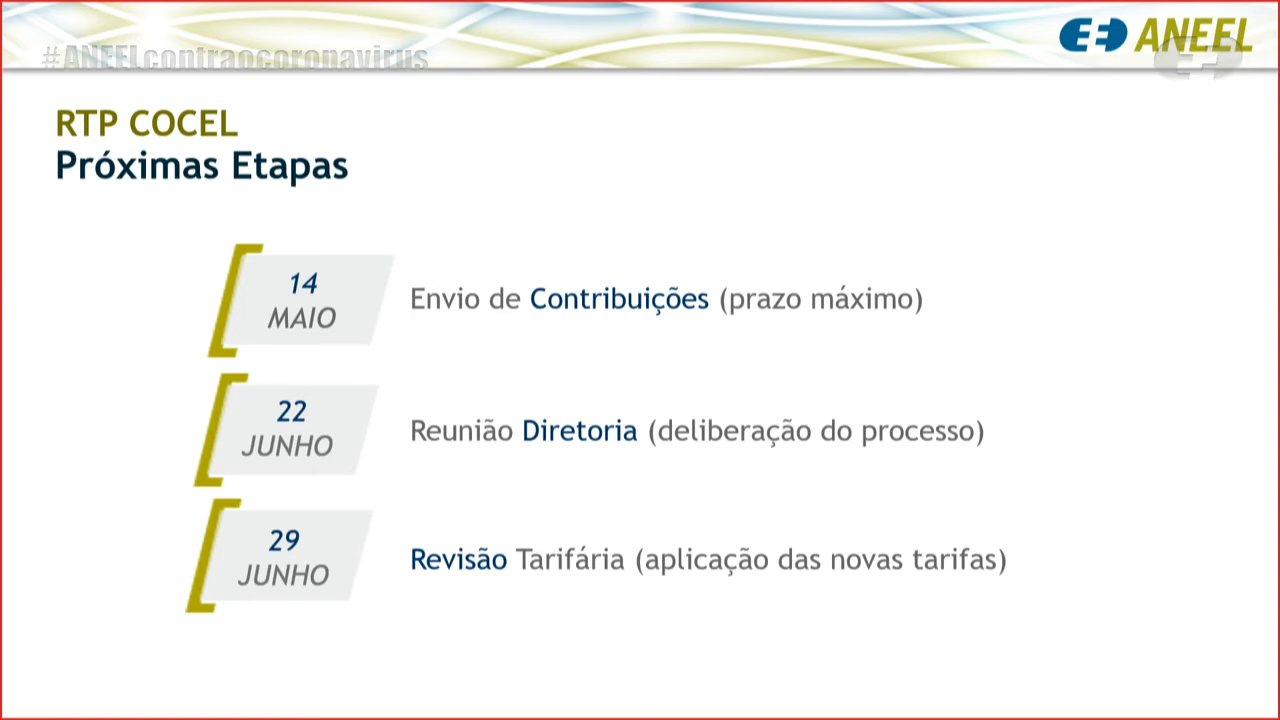 #ANEELcontraocoronavirus
ANEEL
RTP COCEL
Próximas Etapas
14
MAIO
Envio de Contribuições (prazo máximo)
22
JUNHO
Reunião Diretoria (deliberação do processo)
29
JUNHO
Revisão Tarifária (aplicação das novas tarifas)